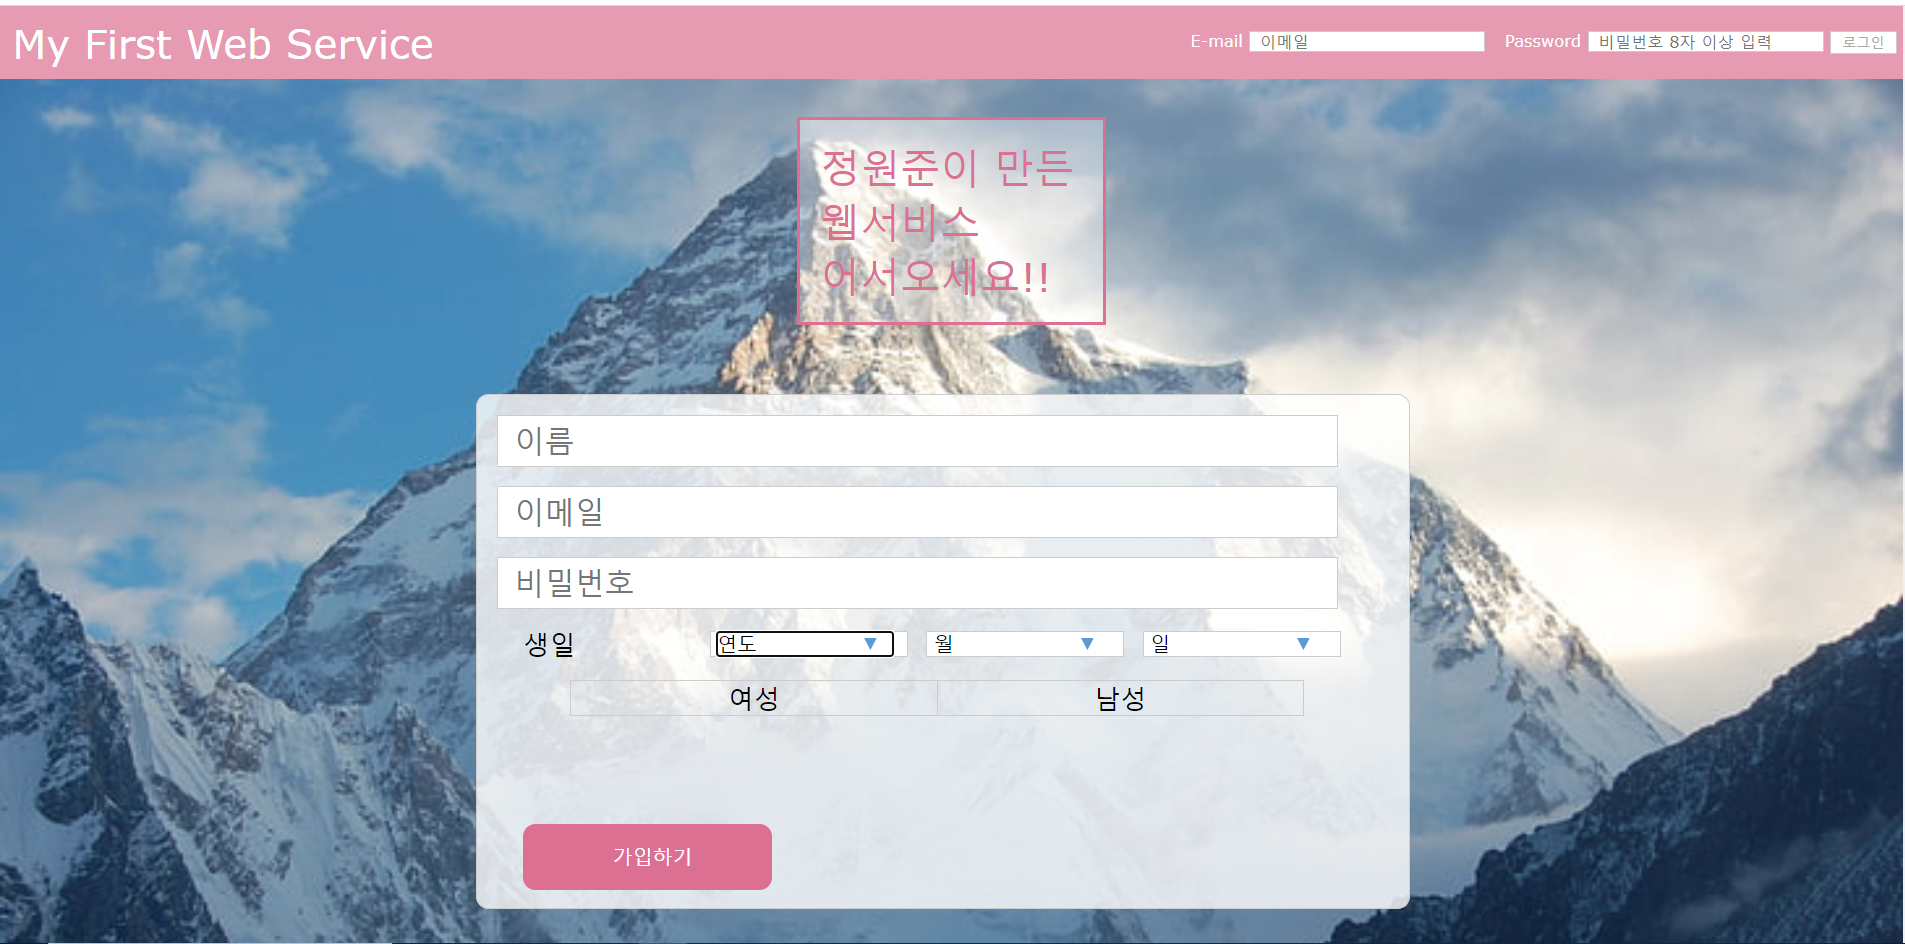 My First Web Service
E-mail 이메일 Password 비밀번호 8자 이상 입력 로그인
정원준이 만든
웹서비스
어서오세요!!
이름
이메일
비밀번호
생일 연도 ▼ 월 ▼ 일 ▼
여성 남성
가입하기